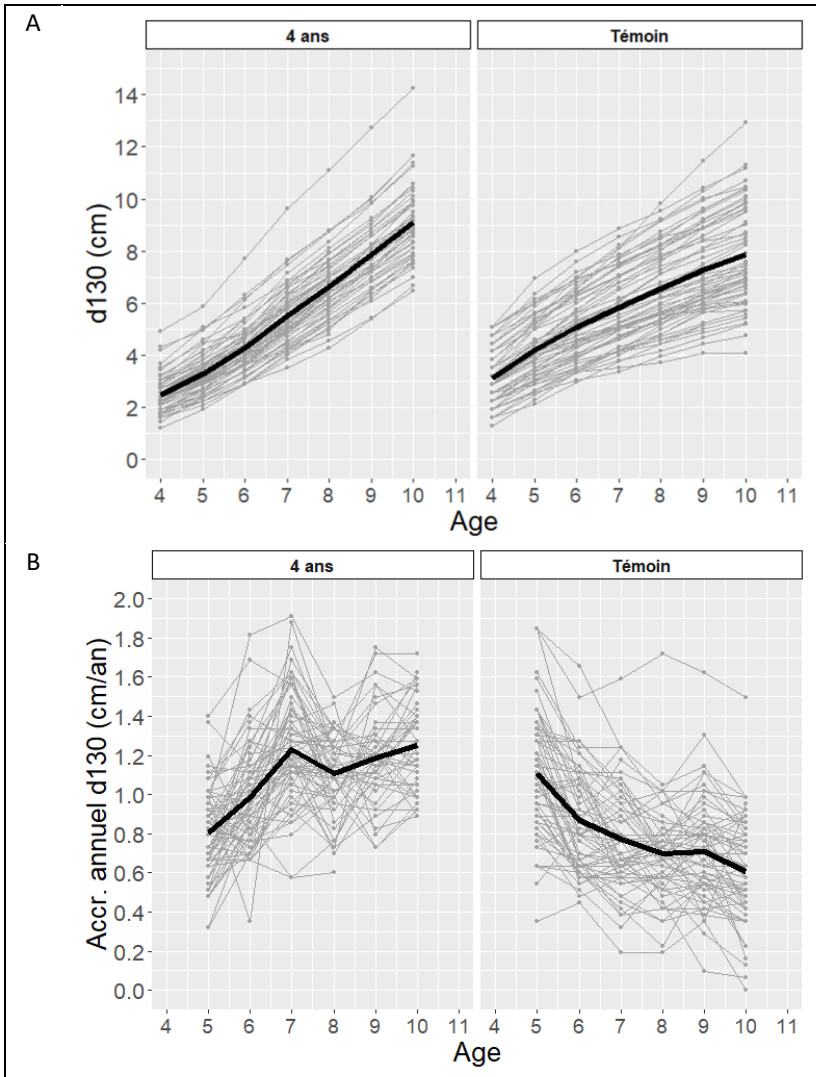 A
4 ans
Témoin
14
12
10
8
6
4
2
0
d130 (cm)
4 5 6 7 8 9 10 11
4 5 6 7 8 9 10 11
Age
B
4 ans
Témoin
2.0
1.8
1.6
1.4
1.2
1.0
0.8
0.6
0.4
0.2
0.0
Accr. annuel d130 (cm/an)
4 5 6 7 8 9 10 11
4 5 6 7 8 9 10 11
Age